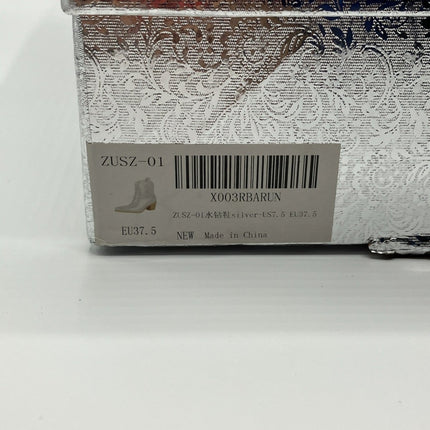 ZUSZ-01
X003RBARUN
ZUSZ-01水钻靴silver-US7.5 EU37.5
EU37.5
NEW Made in China